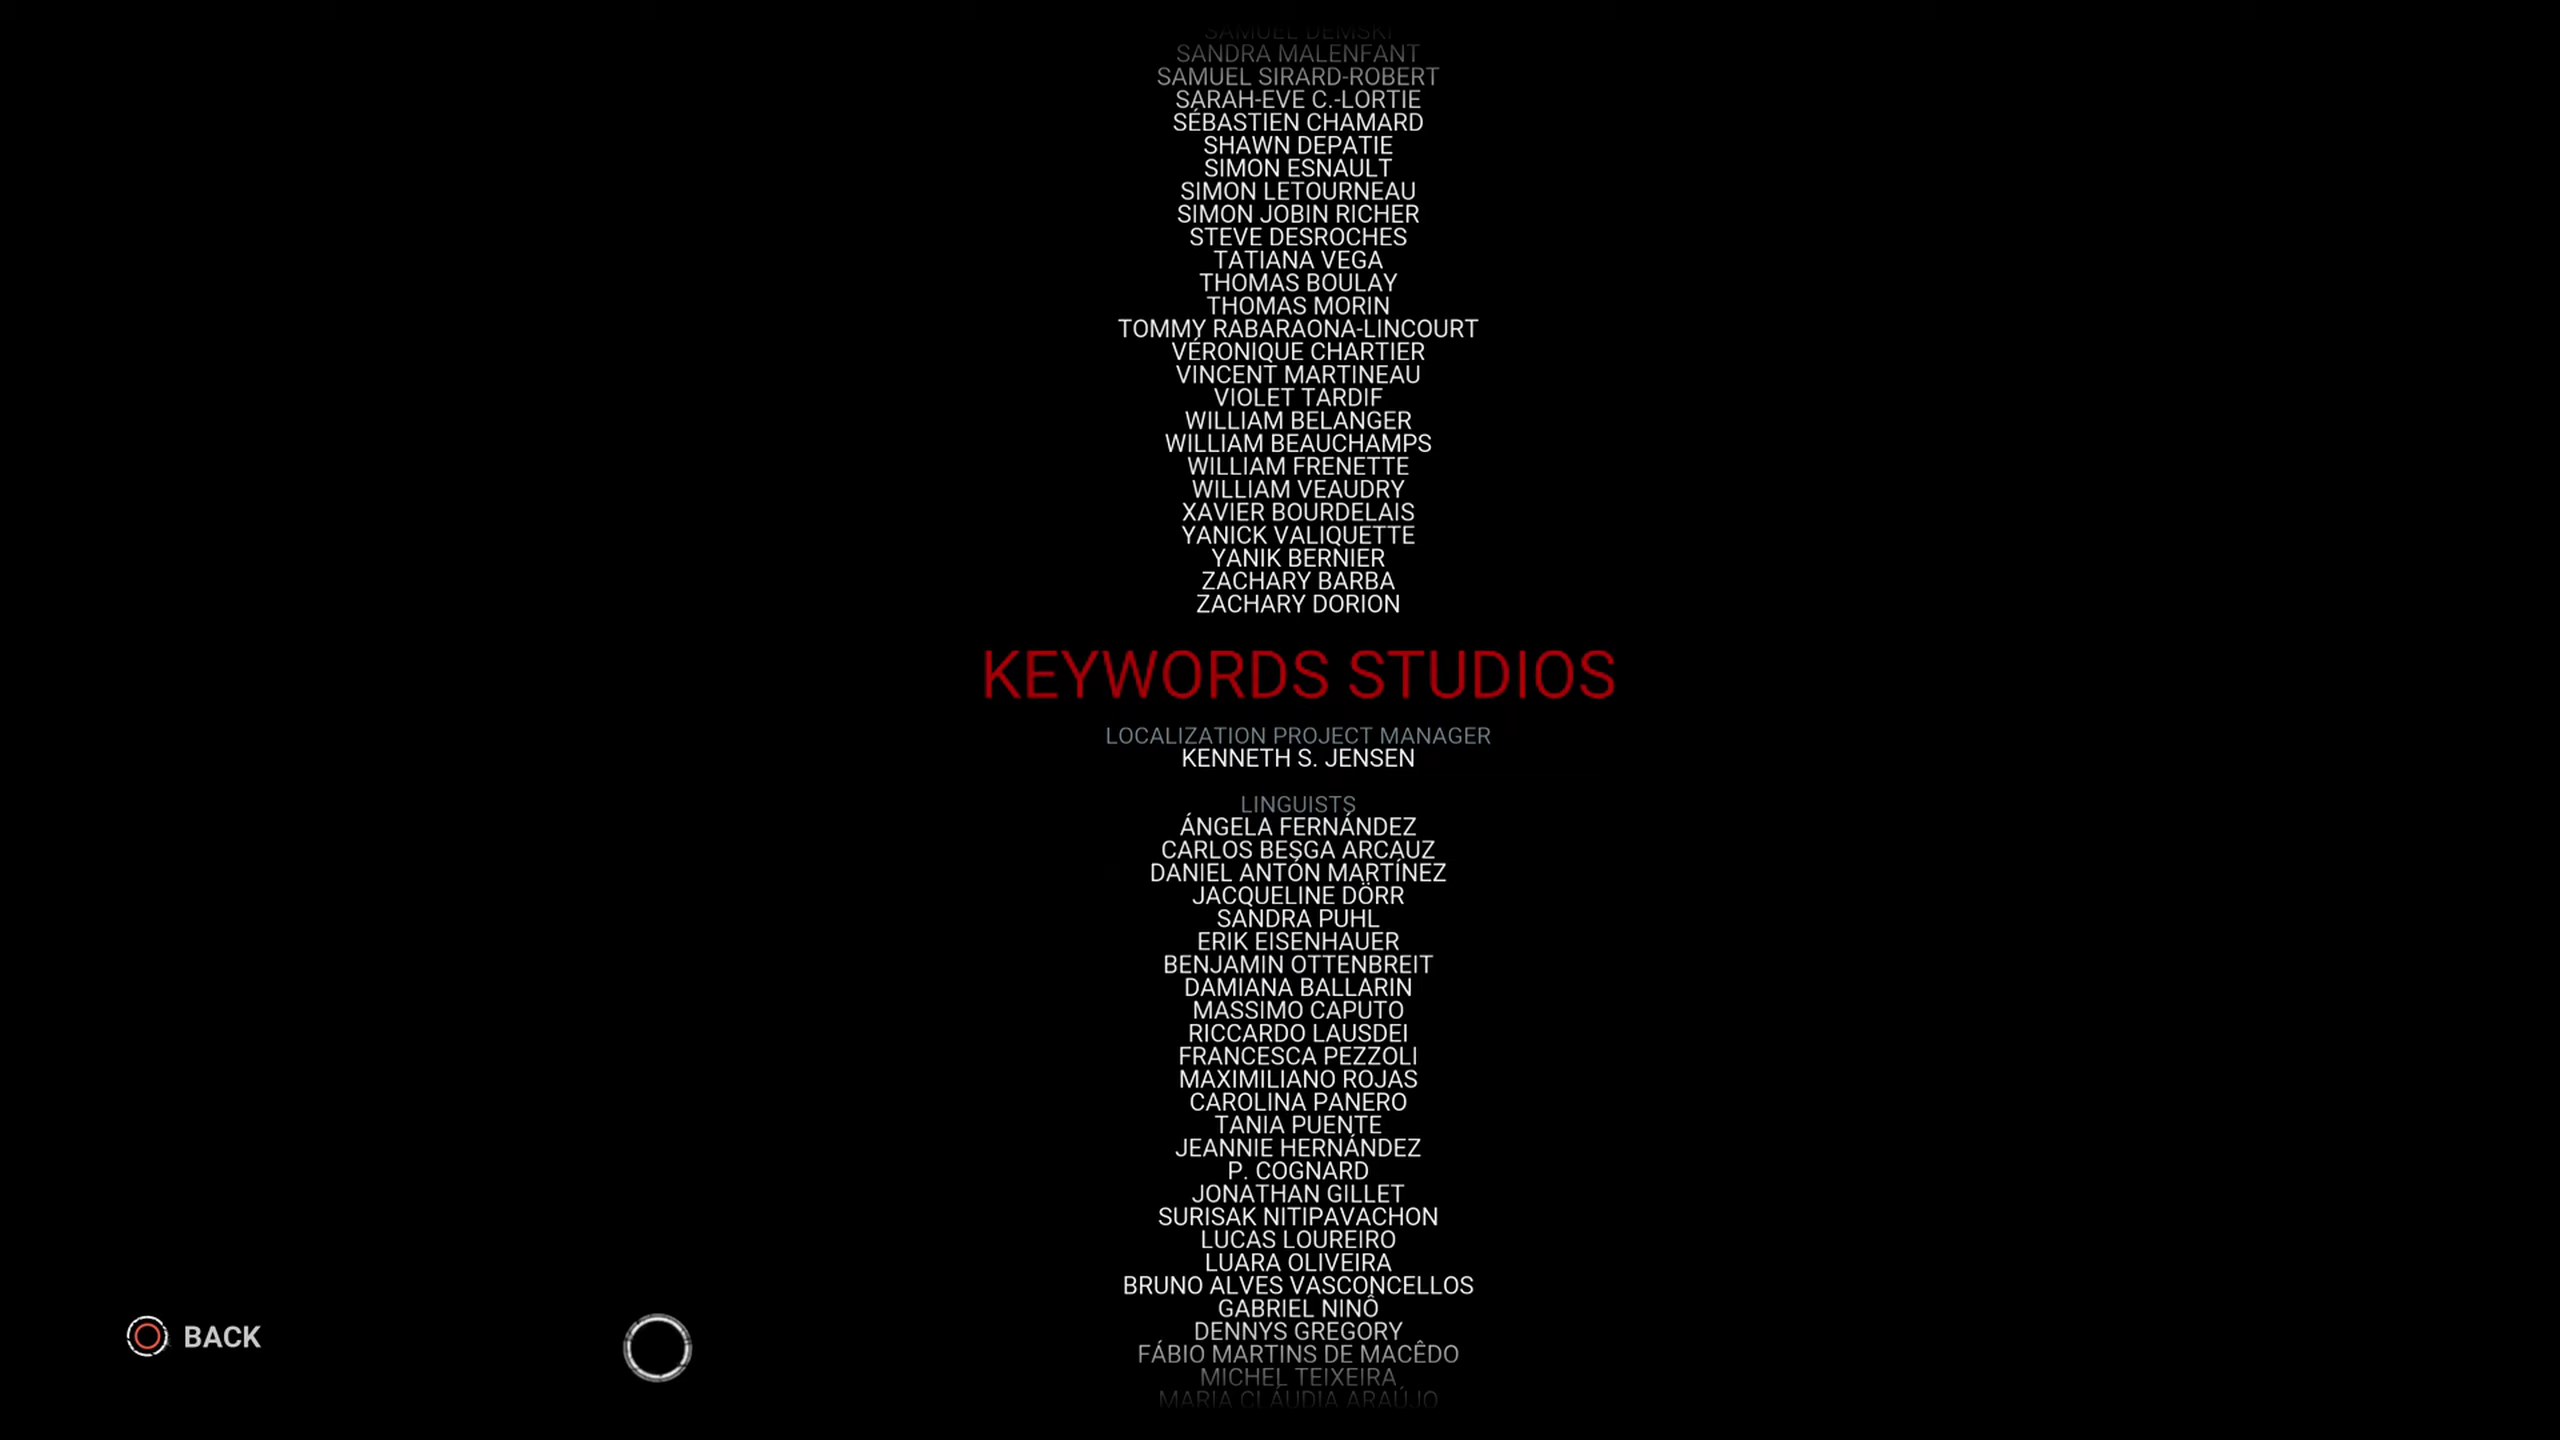 SAMUEL DEMSKI
SANDRA MALENFANT
SAMUEL SIRARD-ROBERT
SARAH-EVE C.-LORTIE
SÉBASTIEN CHAMARD
SHAWN DEPATIE
SIMON ESNAULT
SIMON LETOURNEAU
SIMON JOBIN RICHER
STEVE DESROCHES
TATIANA VEGA
THOMAS BOULAY
THOMAS MORIN
TOMMY RABARAONA-LINCOURT
VÉRONIQUE CHARTIER
VINCENT MARTINEAU
VIOLET TARDIF
WILLIAM BELANGER
WILLIAM BEAUCHAMPS
WILLIAM FRENETTE
WILLIAM VEAUDRY
XAVIER BOURDELAIS
YANICK VALIQUETTE
YANIK BERNIER
ZACHARY BARBA
ZACHARY DORION
KEYWORDS STUDIOS
LOCALIZATION PROJECT MANAGER
KENNETH S. JENSEN
LINGUISTS
ÁNGELA FERNÁNDEZ
CARLOS BESGA ARCAUZ
DANIEL ANTÓN MARTÍNEZ
JACQUELINE DÖRR
SANDRA PUHL
ERIK EISENHAUER
BENJAMIN OTTENBREIT
DAMIANA BALLARIN
MASSIMO CAPUTO
RICCARDO LAUSDEI
FRANCESCA PEZZOLI
MAXIMILIANO ROJAS
CAROLINA PANERO
TANIA PUENTE
JEANNIE HERNÁNDEZ
P. COGNARD
JONATHAN GILLET
SURISAK NITIPAVACHON
LUCAS LOUREIRO
LUARA OLIVEIRA
BRUNO ALVES VASCONCELLOS
GABRIEL NINÔ
DENNYS GREGORY
FÁBIO MARTINS DE MACÊDO
MICHEL TEIXEIRA
MARIA CLÁUDIA ARAÚJO
BACK